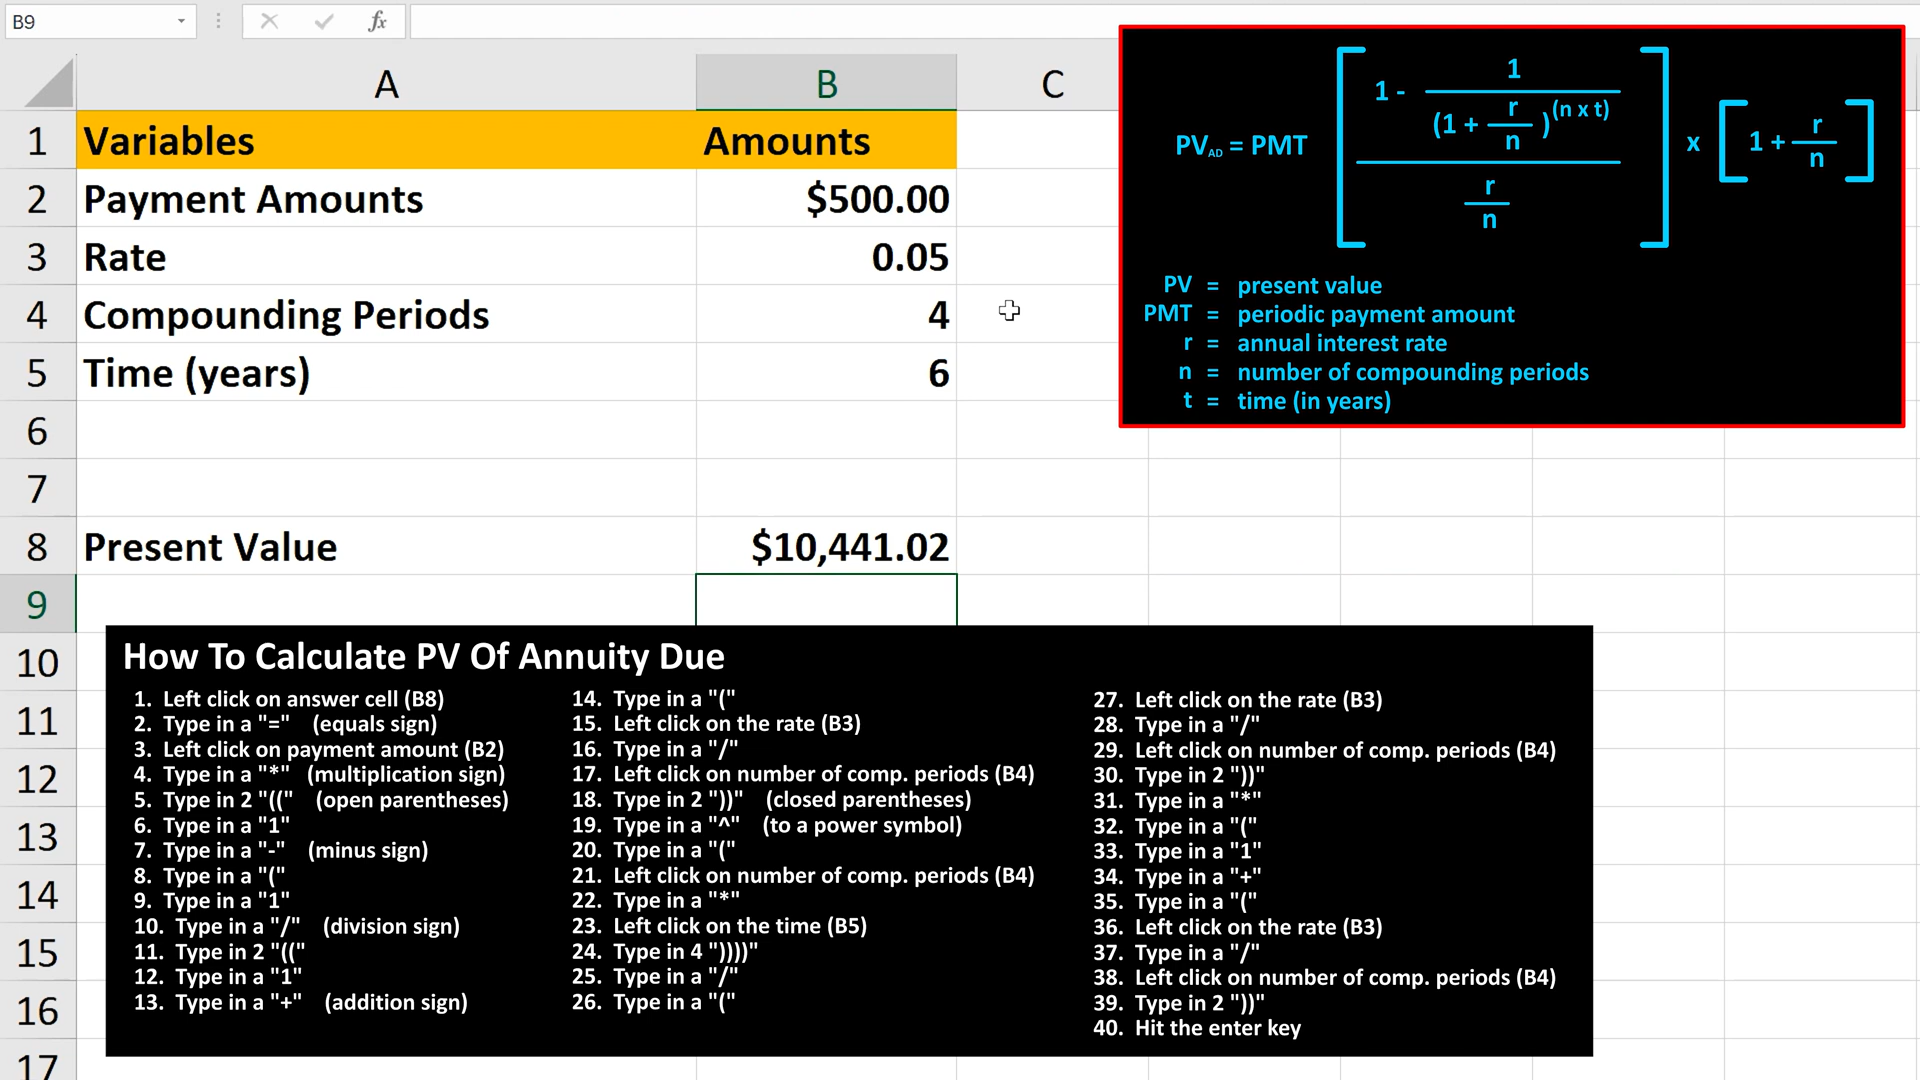 B9
fx
A B C
1 Variables Amounts
2 Payment Amounts $500.00
3 Rate 0.05
4 Compounding Periods 4
5 Time (years) 6
6
7
8 Present Value $10,441.02
9
10
11
12
13
14
15
16
17
1
1 - (1 + r/n)^(n x t)
PV_AD = PMT x [1 + r/n]
r
n
PV = present value
PMT = periodic payment amount
r = annual interest rate
n = number of compounding periods
t = time (in years)
How To Calculate PV Of Annuity Due
1. Left click on answer cell (B8)
2. Type in a "=" (equals sign)
3. Left click on payment amount (B2)
4. Type in a "*" (multiplication sign)
5. Type in 2 "((" (open parentheses)
6. Type in a "1"
7. Type in a "-" (minus sign)
8. Type in a "("
9. Type in a "1"
10. Type in a "/" (division sign)
11. Type in 2 "(("
12. Type in a "1"
13. Type in a "+" (addition sign)
14. Type in a "("
15. Left click on the rate (B3)
16. Type in a "/"
17. Left click on number of comp. periods (B4)
18. Type in 2 "))" (closed parentheses)
19. Type in a "^" (to a power symbol)
20. Type in a "("
21. Left click on number of comp. periods (B4)
22. Type in a "*"
23. Left click on the time (B5)
24. Type in 4 "))))"
25. Type in a "/"
26. Type in a "("
27. Left click on the rate (B3)
28. Type in a "/"
29. Left click on number of comp. periods (B4)
30. Type in 2 "))"
31. Type in a "*"
32. Type in a "("
33. Type in a "1"
34. Type in a "+"
35. Type in a "("
36. Left click on the rate (B3)
37. Type in a "/"
38. Left click on number of comp. periods (B4)
39. Type in 2 "))"
40. Hit the enter key